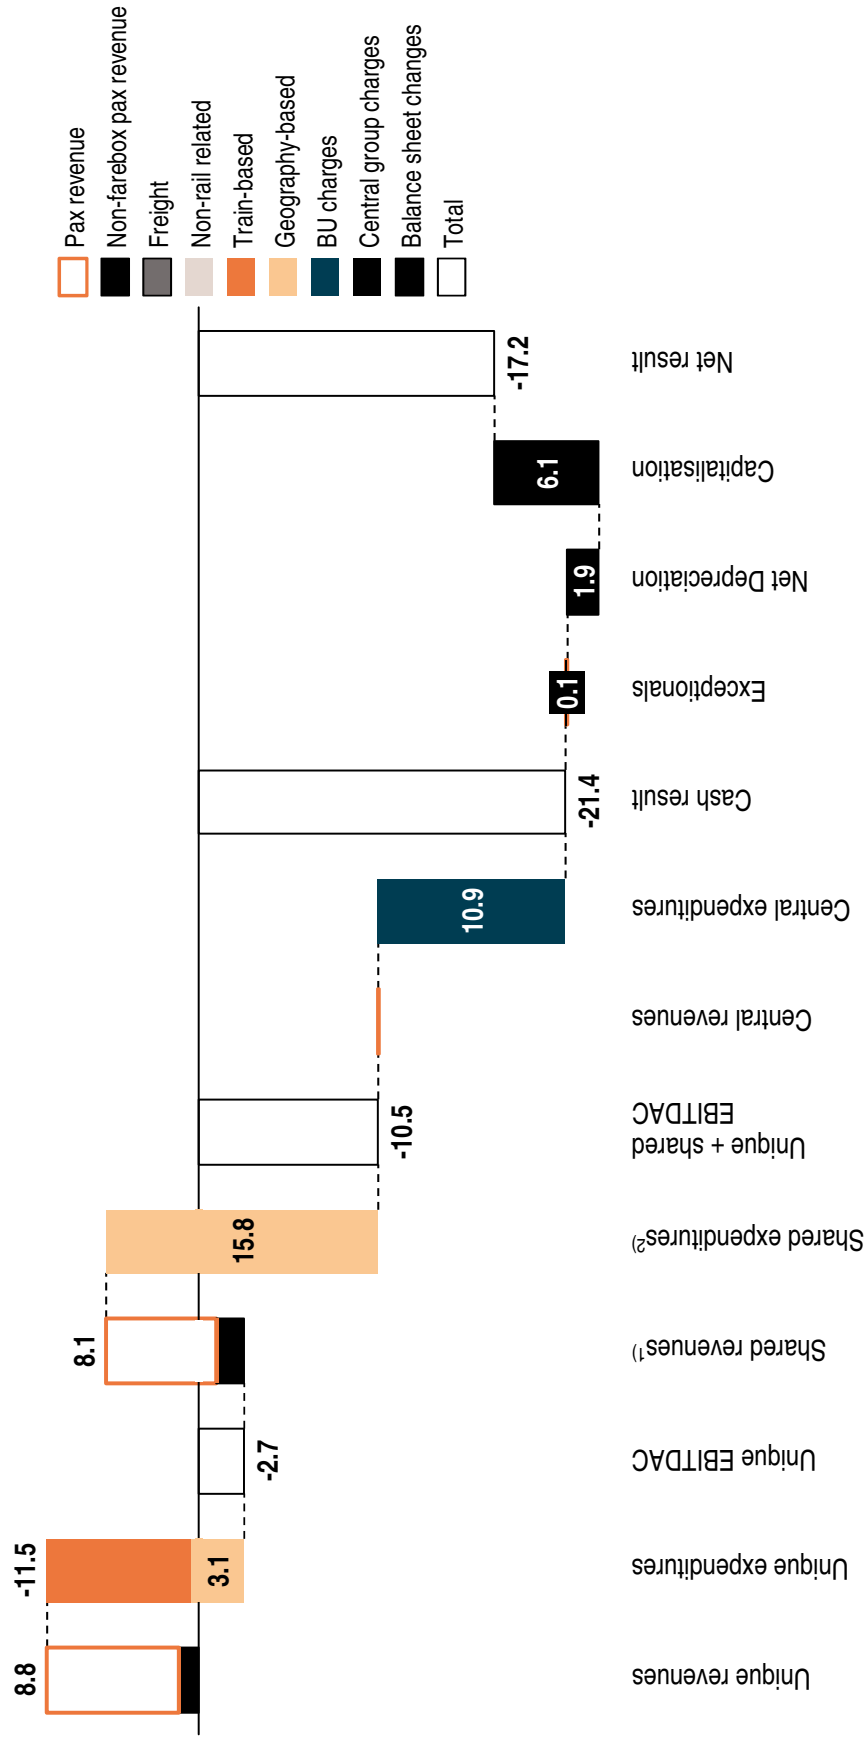 Pax revenue
Non-farebox pax revenue
Freight
Non-rail related
Train-based
Geography-based
BU charges
Central group charges
Balance sheet changes
Total
8.8
-11.5
3.1
-2.7
8.1
15.8
-10.5
10.9
-21.4
0.1
1.9
6.1
-17.2
Unique revenues
Unique expenditures
Unique EBITDAC
Shared revenues1)
Shared expenditures2)
Unique + shared
EBITDAC
Central revenues
Central expenditures
Cash result
Exceptionals
Net Depreciation
Capitalisation
Net result